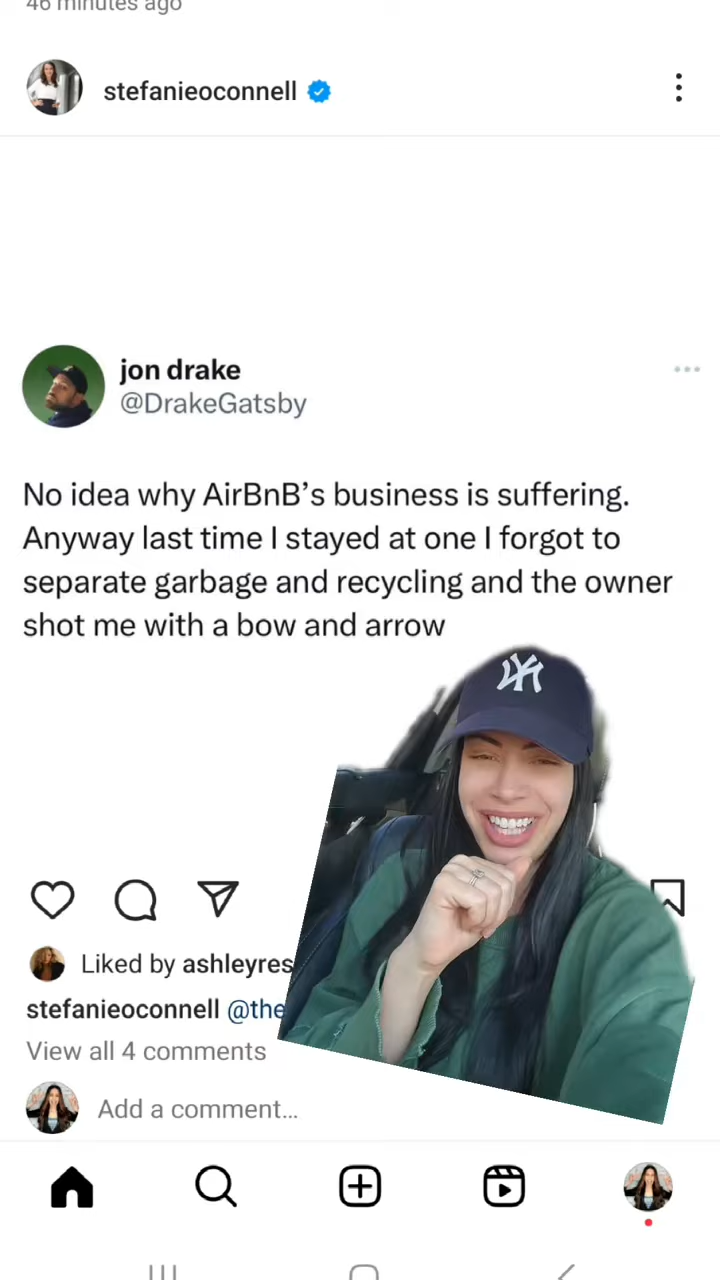 46 minutes ago
stefanieoconnell
jon drake
@DrakeGatsby
No idea why AirBnB’s business is suffering.
Anyway last time I stayed at one I forgot to
separate garbage and recycling and the owner
shot me with a bow and arrow
NY
Liked by ashleyres
stefanieoconnell @the
View all 4 comments
Add a comment...